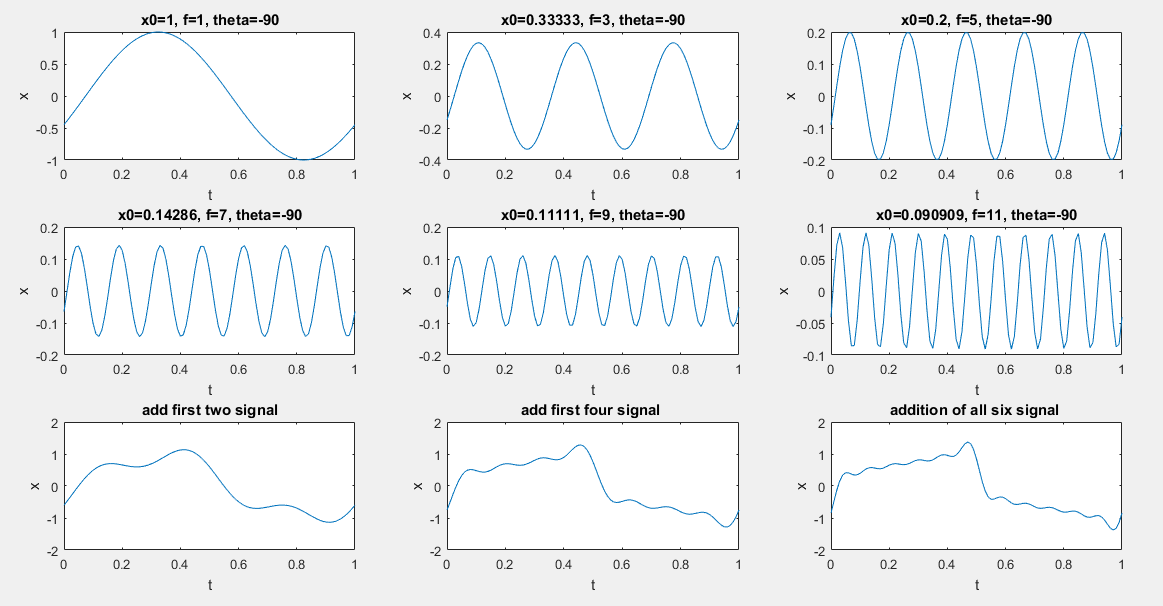 x0=1, f=1, theta=-90
1
0.5
0
-0.5
-1
x
0 0.2 0.4 0.6 0.8 1
t
x0=0.33333, f=3, theta=-90
0.4
0.2
0
-0.2
-0.4
x
0 0.2 0.4 0.6 0.8 1
t
x0=0.2, f=5, theta=-90
0.2
0.1
0
-0.1
-0.2
x
0 0.2 0.4 0.6 0.8 1
t
x0=0.14286, f=7, theta=-90
0.2
0.1
0
-0.1
-0.2
x
0 0.2 0.4 0.6 0.8 1
t
x0=0.11111, f=9, theta=-90
0.2
0.1
0
-0.1
-0.2
x
0 0.2 0.4 0.6 0.8 1
t
x0=0.090909, f=11, theta=-90
0.1
0.05
0
-0.05
-0.1
x
0 0.2 0.4 0.6 0.8 1
t
add first two signal
2
1
0
-1
-2
x
0 0.2 0.4 0.6 0.8 1
t
add first four signal
2
1
0
-1
-2
x
0 0.2 0.4 0.6 0.8 1
t
addition of all six signal
2
1
0
-1
-2
x
0 0.2 0.4 0.6 0.8 1
t